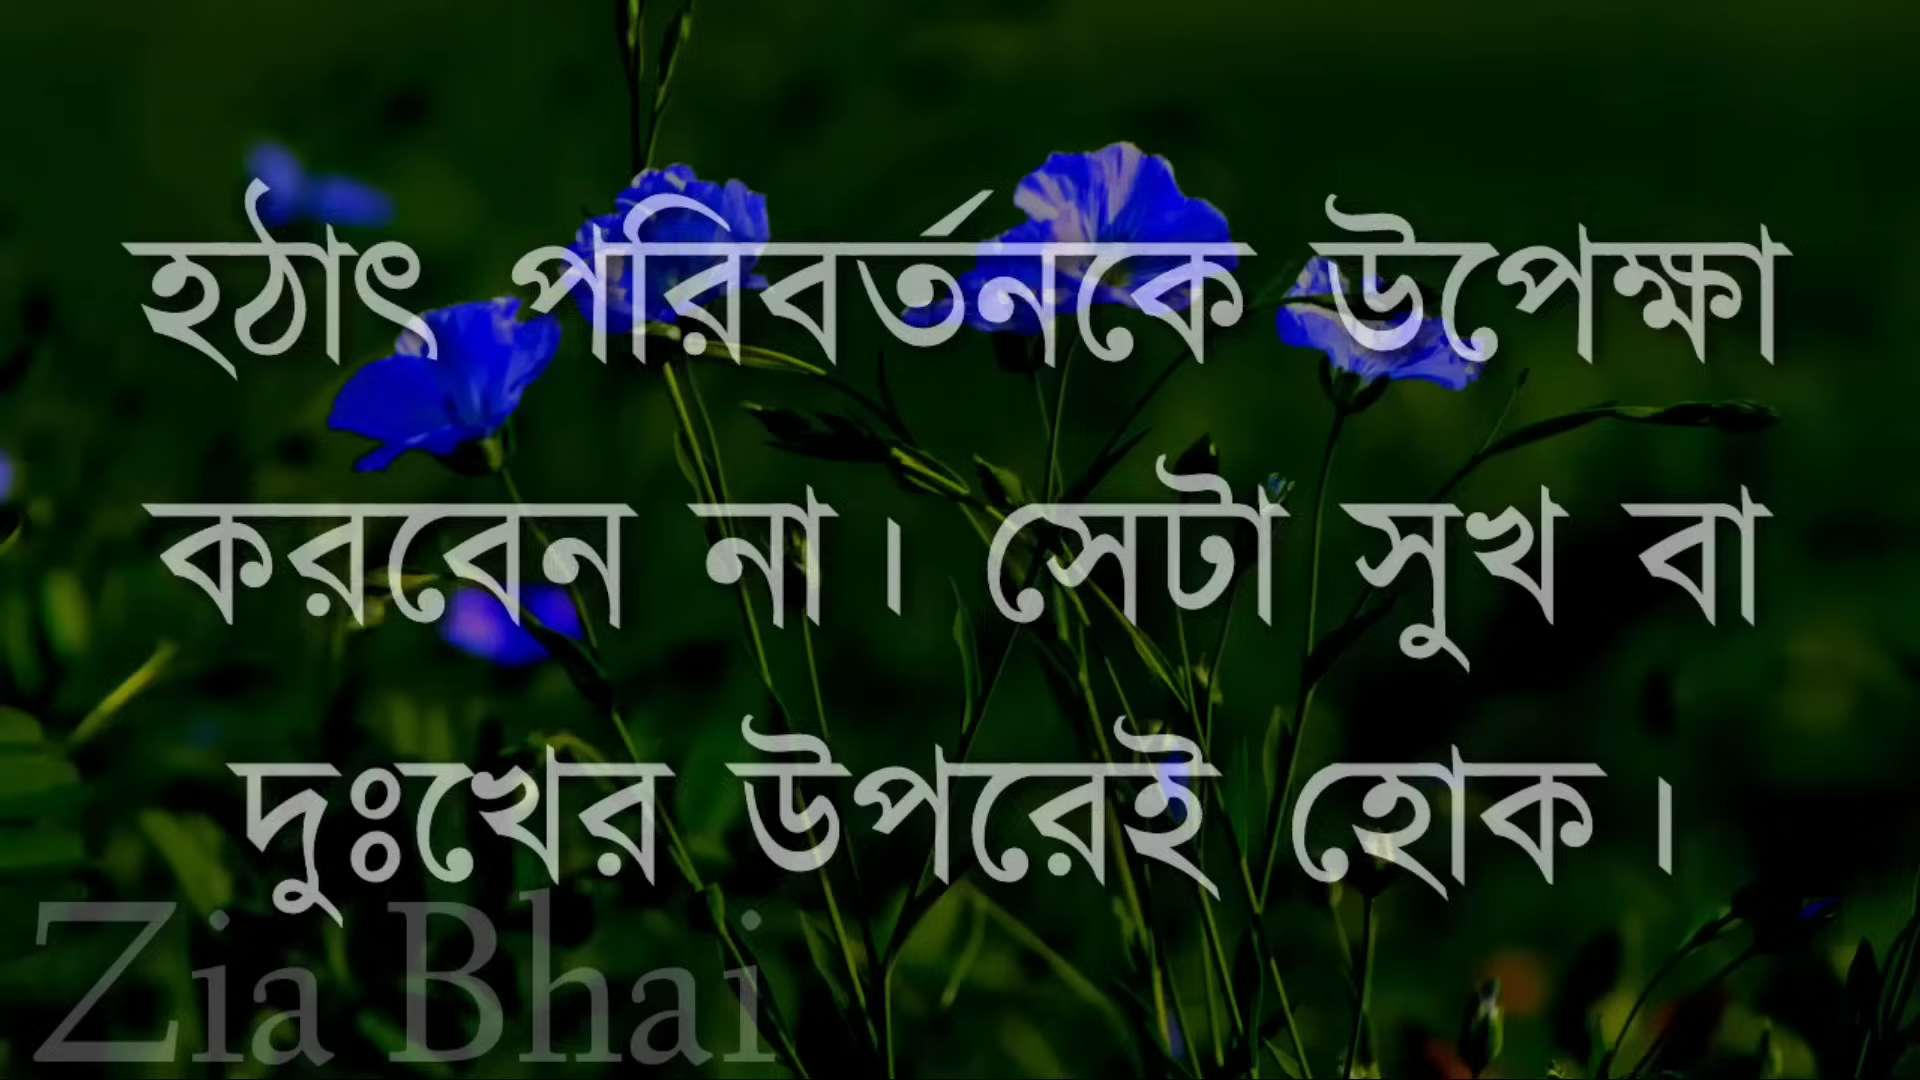 হঠাৎ পরিবর্তনকে উপেক্ষা
করবেন না। সেটা সুখ বা
দুঃখের উপরেই হোক।
Zia Bhai